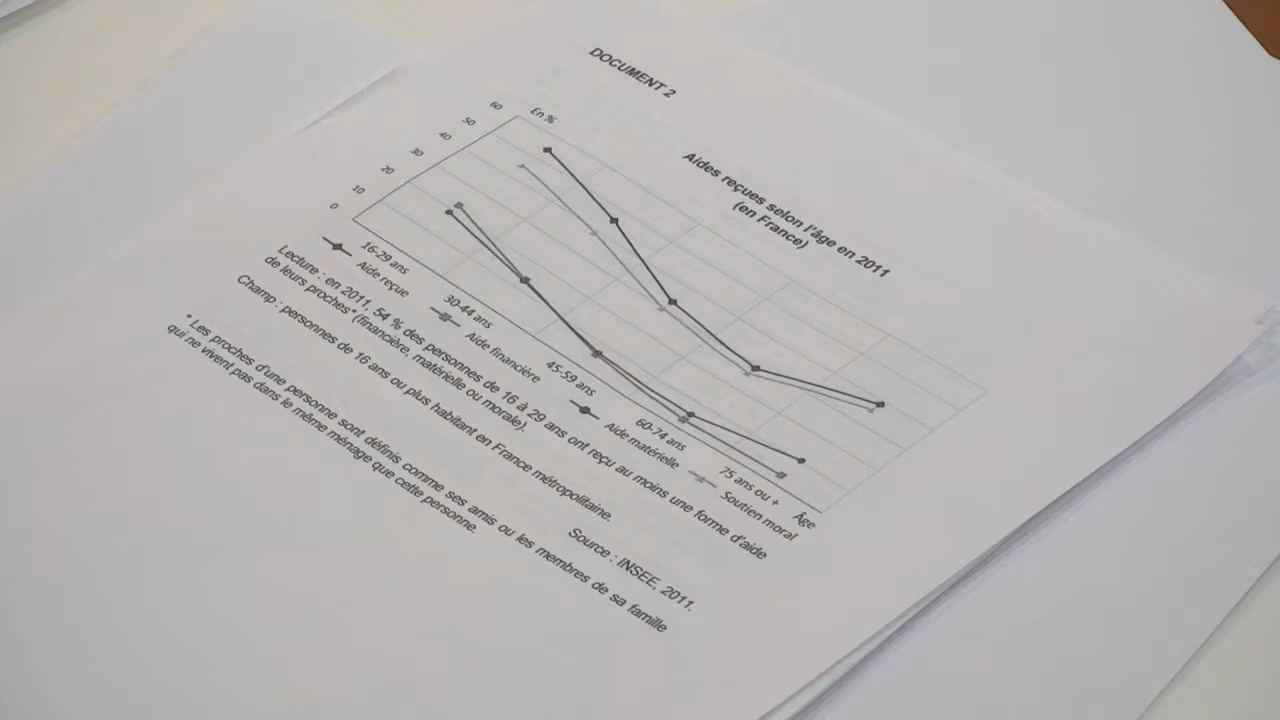 DOCUMENT 2
Aides reçues selon l'âge en 2011
(en France)
En %
60
50
40
30
20
10
0
16-29 ans
30-44 ans
45-59 ans
60-74 ans
75 ans ou +
Âge
Aide reçue
Aide financière
Aide matérielle
Soutien moral
Lecture : en 2011, 54 % des personnes de 16 à 29 ans ont reçu au moins une forme d'aide
de leurs proches* (financière, matérielle ou morale).
Champ : personnes de 16 ans ou plus habitant en France métropolitaine.
Source : INSEE, 2011.
* Les proches d'une personne sont définis comme ses amis ou les membres de sa famille
qui ne vivent pas dans le même ménage que cette personne.